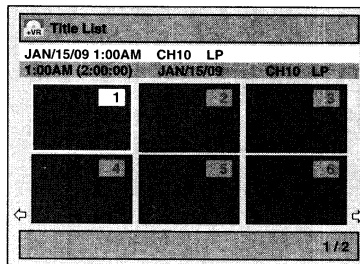 +VR Title List
JAN/15/09 1:00AM CH10 LP
1:00AM (2:00:00) JAN/15/09 CH10 LP
1 2 3
4 5 6
1 / 2